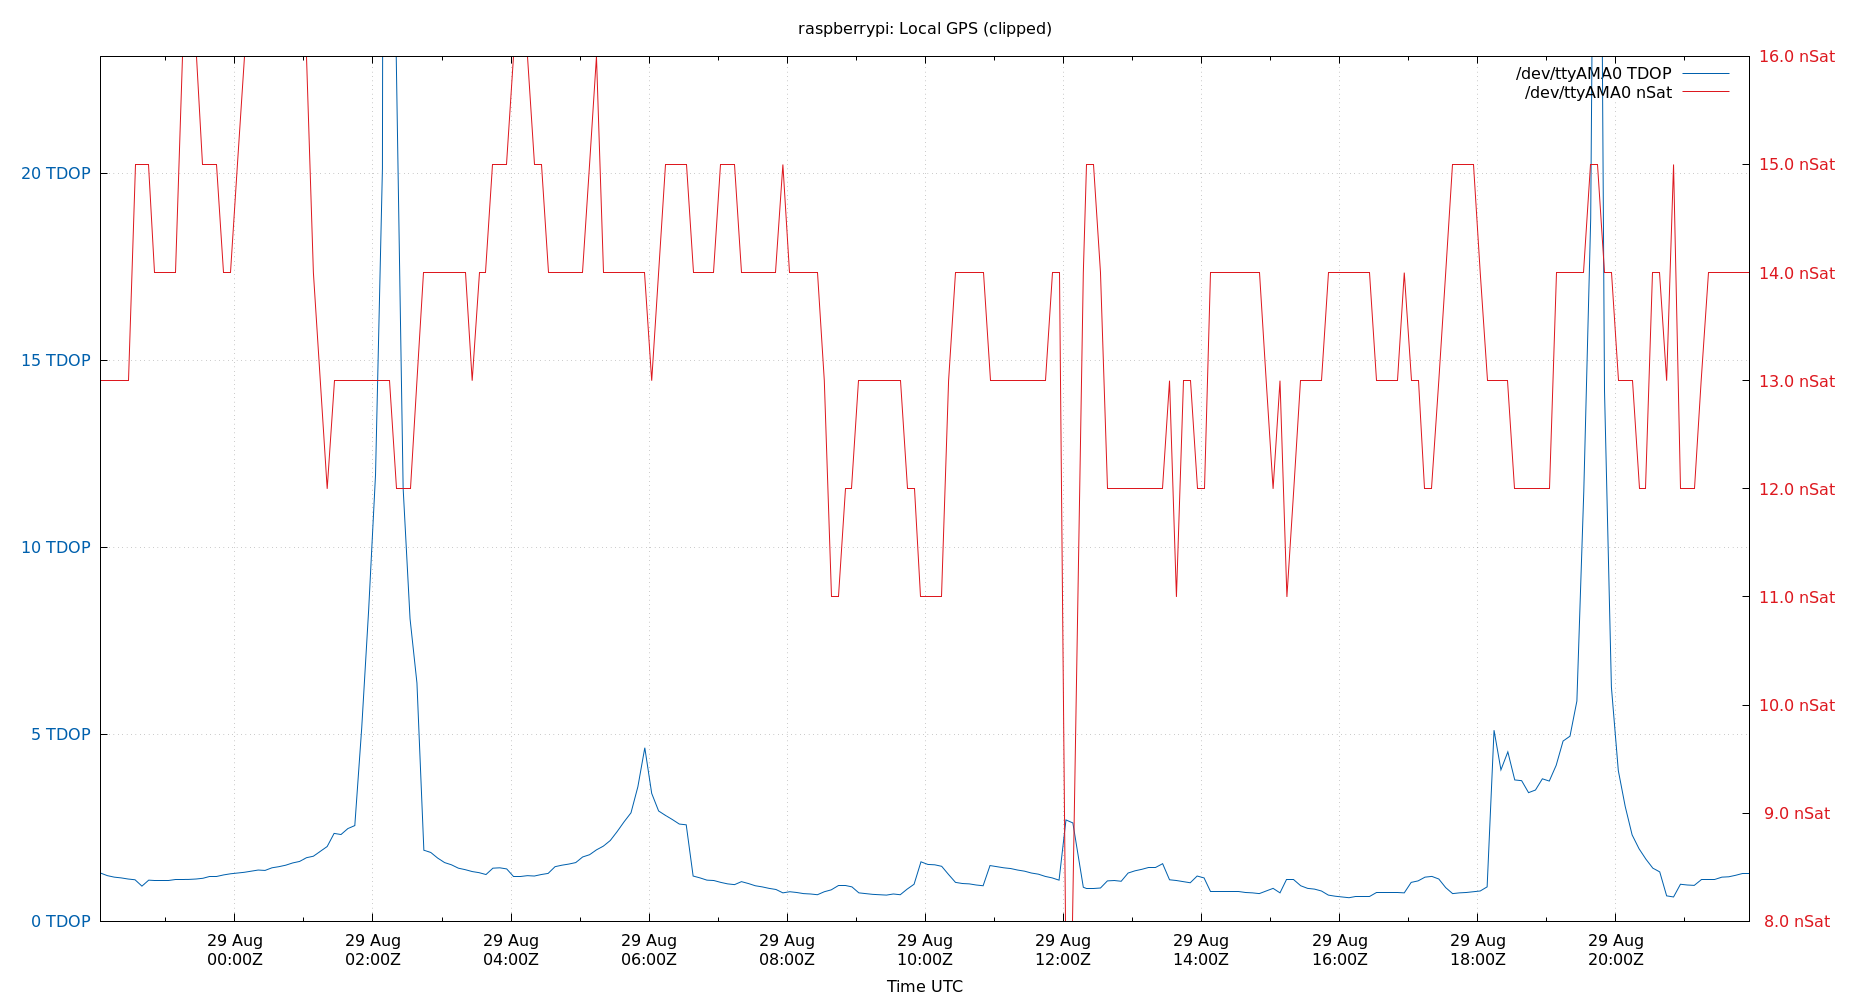 raspberrypi: Local GPS (clipped)
/dev/ttyAMA0 TDOP
/dev/ttyAMA0 nSat
20 TDOP
15 TDOP
10 TDOP
5 TDOP
0 TDOP
16.0 nSat
15.0 nSat
14.0 nSat
13.0 nSat
12.0 nSat
11.0 nSat
10.0 nSat
9.0 nSat
8.0 nSat
29 Aug
00:00Z
29 Aug
02:00Z
29 Aug
04:00Z
29 Aug
06:00Z
29 Aug
08:00Z
29 Aug
10:00Z
29 Aug
12:00Z
29 Aug
14:00Z
29 Aug
16:00Z
29 Aug
18:00Z
29 Aug
20:00Z
Time UTC